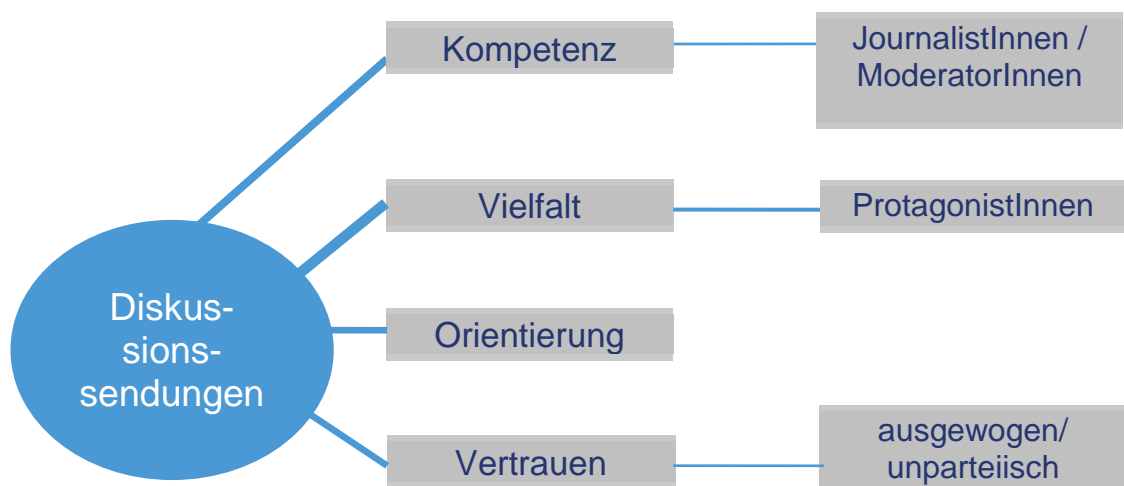 Kompetenz
JournalistInnen /
ModeratorInnen
Vielfalt
ProtagonistInnen
Diskus-
sions-
sendungen
Orientierung
Vertrauen
ausgewogen/
unparteiisch